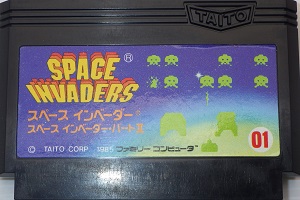 TAITO
SPACE
INVADERS®
スペース インベーダー
スペース インベーダー・パートII
© TAITO CORP. 1985 ファミリー コンピュータ
01